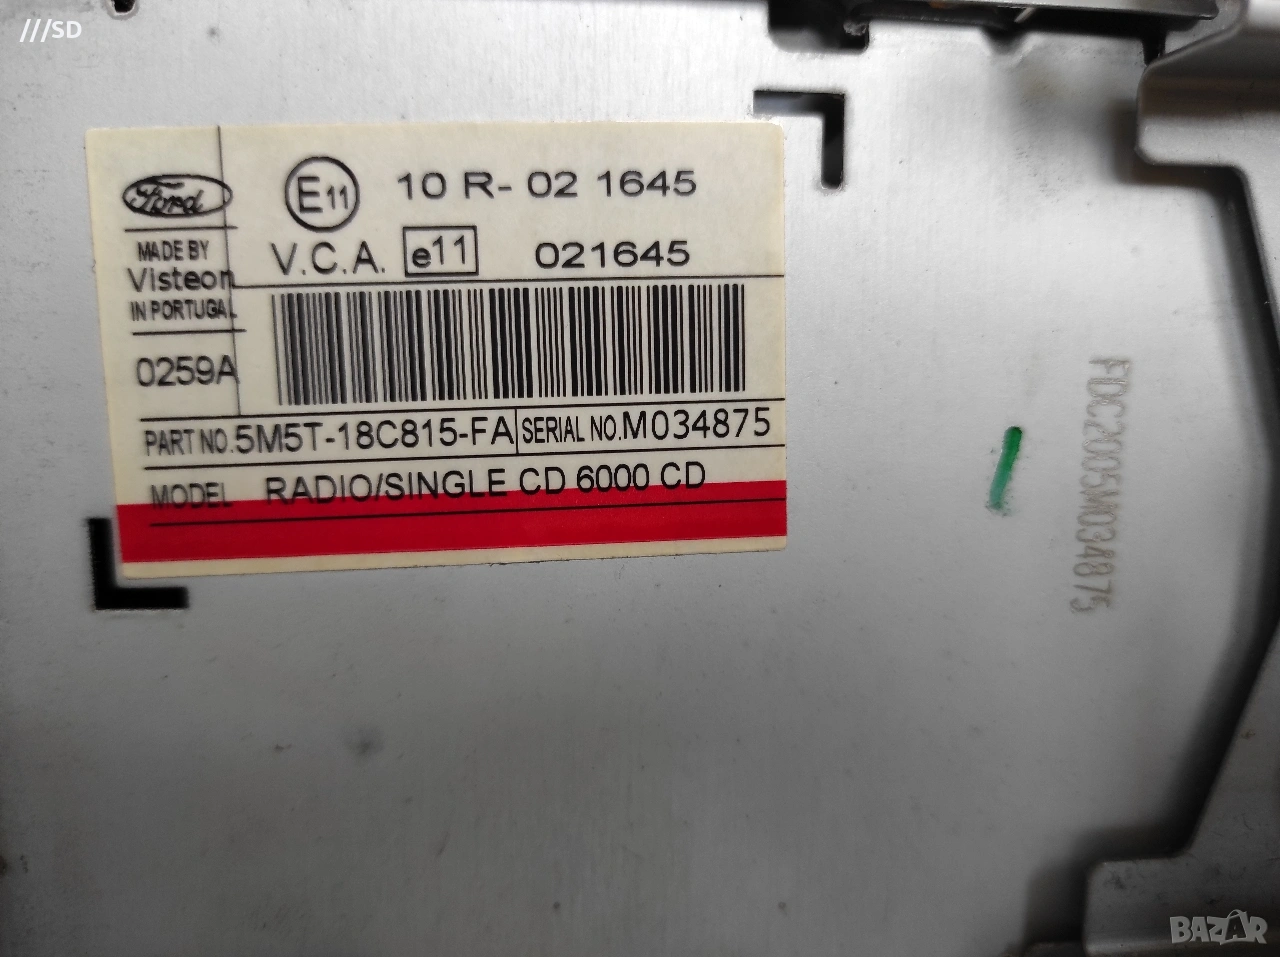 ///SD
Ford
E11
10 R- 02 1645
MADE BY
Visteon
IN PORTUGAL
V.C.A. e11 021645
0259A
PART NO. 5M5T-18C815-FA SERIAL NO. M034875
MODEL RADIO/SINGLE CD 6000 CD
FDC2005M034875
BAZAR